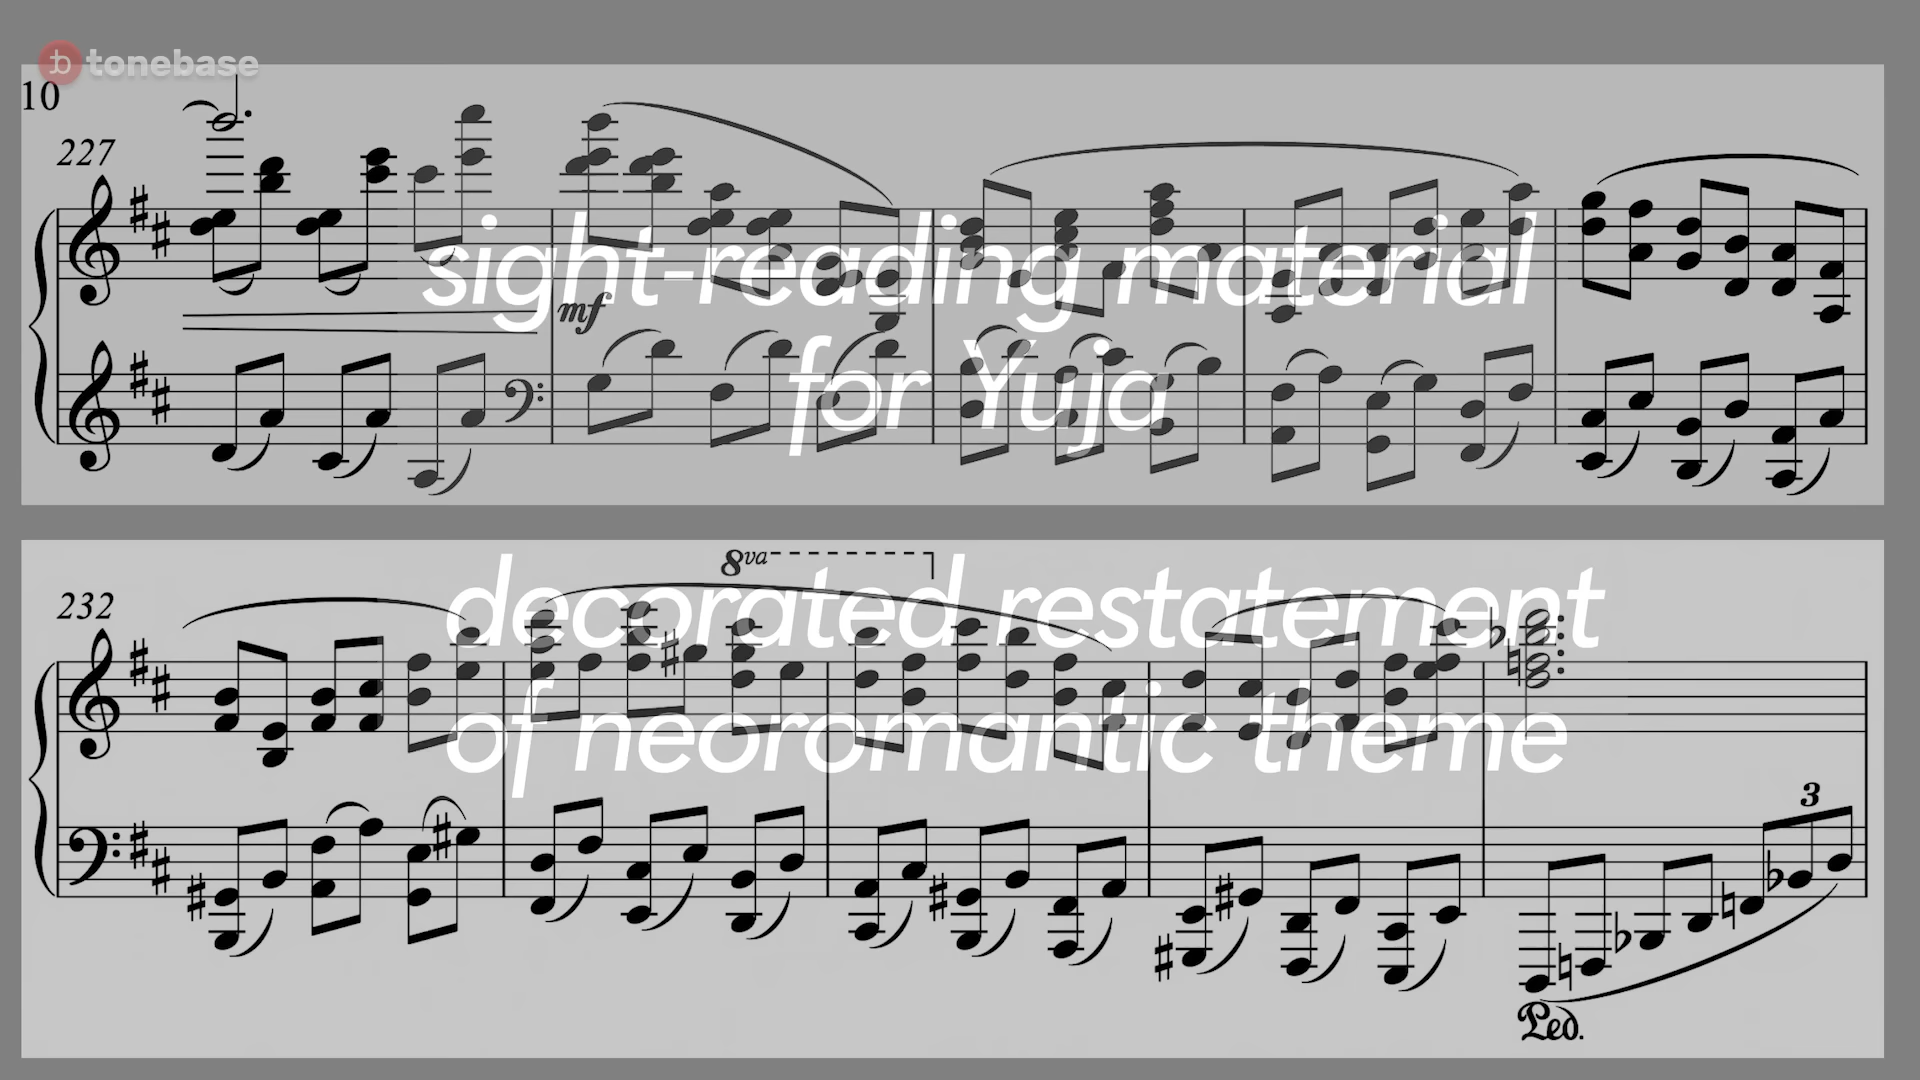 tonebase
10
227
sight-reading material
mf
for Yuja
8va
232
decorated restatement
of neoromantic theme
3
Ped.